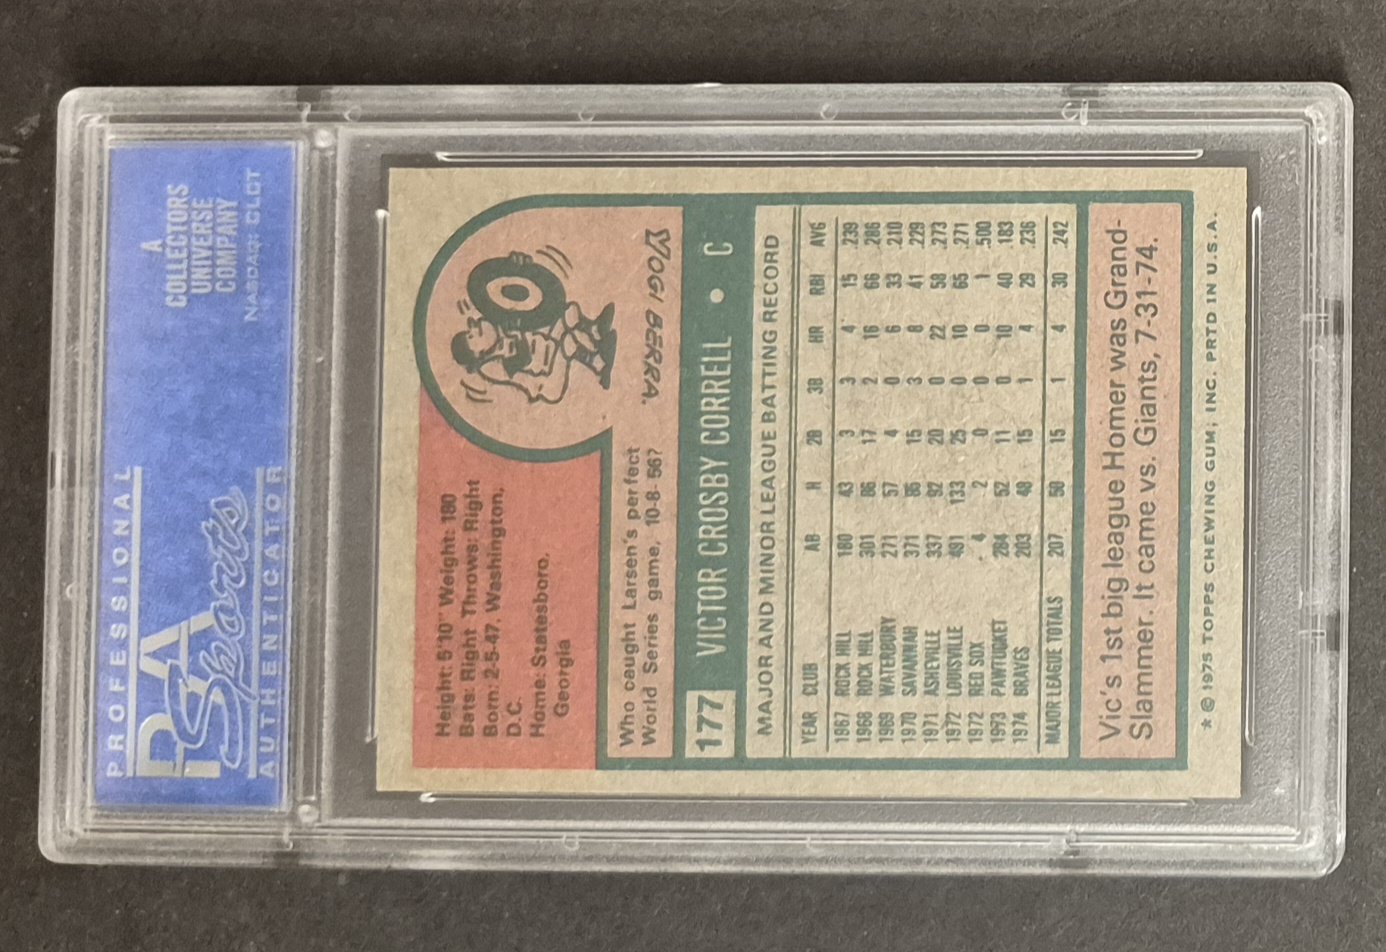 PROFESSIONAL
PSA
Sports
AUTHENTICATOR
A
COLLECTORS
UNIVERSE
COMPANY
NASDAQ: CLCT
Height: 5'10" Weight: 180
Bats: Right Throws: Right
Born: 2-5-47, Washington,
D.C.
Home: Statesboro,
Georgia
Who caught Larsen's perfect
World Series game, 10-8-56?
YOGI BERRA.
177 VICTOR CROSBY CORRELL • C
MAJOR AND MINOR LEAGUE BATTING RECORD
YEAR CLUB AB H 2B 3B HR RBI AVG
1967 ROCK HILL 180 43 3 3 4 15 .239
1968 ROCK HILL 301 86 17 2 16 66 .286
1969 WATERBURY 271 57 4 0 6 33 .210
1970 SAVANNAH 371 85 15 3 8 41 .229
1971 ASHEVILLE 337 92 20 0 22 58 .273
1972 LOUISVILLE 491 133 25 0 10 65 .271
1972 RED SOX 4 2 0 0 0 1 .500
1973 PAWTUCKET 284 52 11 0 10 40 .183
1974 BRAVES 203 48 15 1 4 29 .236
MAJOR LEAGUE TOTALS 207 50 15 1 4 30 .242
Vic's 1st big league Homer was Grand-
Slammer. It came vs. Giants, 7-31-74.
★ © 1975 TOPPS CHEWING GUM, INC. PRTD IN U.S.A.